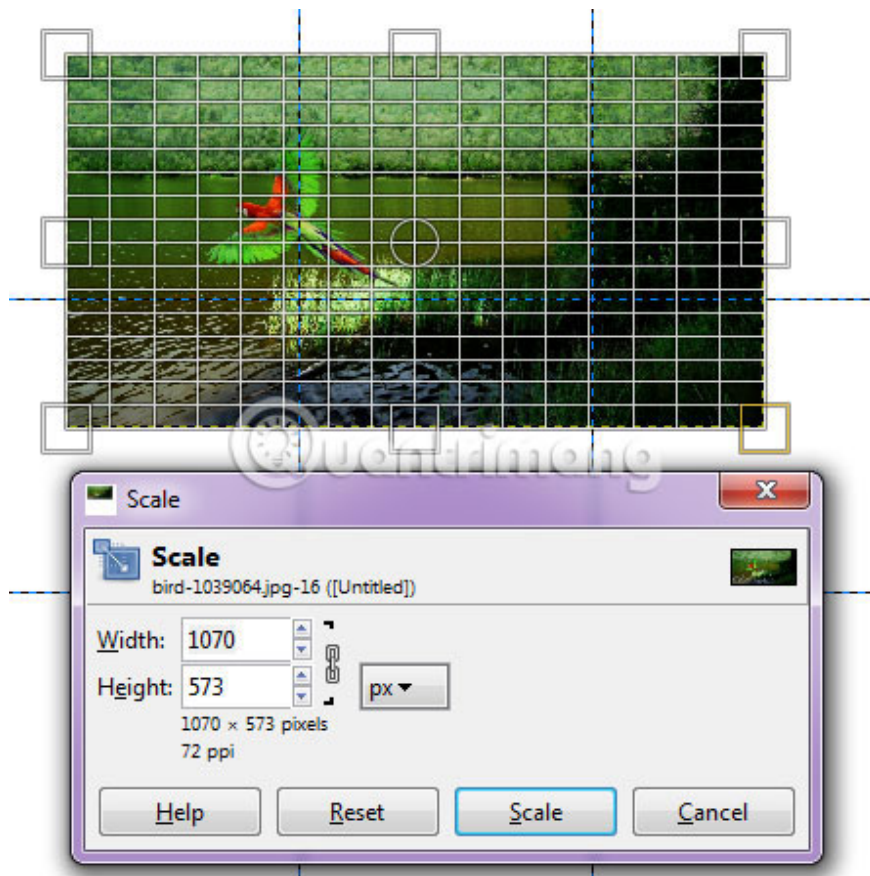 Quantrimang
Scale
Scale
bird-1039064.jpg-16 ([Untitled])
Width: 1070
Height: 573 px
1070 × 573 pixels
72 ppi
Help Reset Scale Cancel